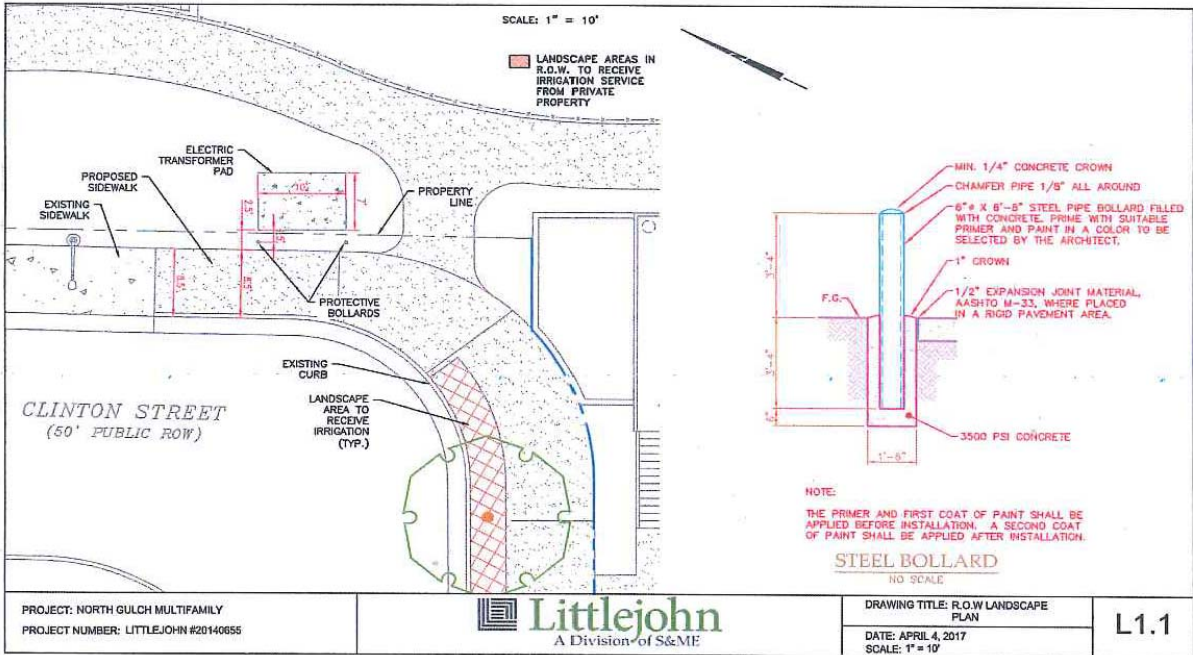 SCALE: 1" = 10'
LANDSCAPE AREAS IN
R.O.W. TO RECEIVE
IRRIGATION SERVICE
FROM PRIVATE
PROPERTY
ELECTRIC
TRANSFORMER
PAD
PROPOSED
SIDEWALK
EXISTING
SIDEWALK
PROPERTY
LINE
10'
7'
2.5'
5.5'
PROTECTIVE
BOLLARDS
EXISTING
CURB
LANDSCAPE
AREA TO
RECEIVE
IRRIGATION
(TYP.)
CLINTON STREET
(50' PUBLIC ROW)
MIN. 1/4" CONCRETE CROWN
CHAMFER PIPE 1/8" ALL AROUND
6"ø X 6'-8" STEEL PIPE BOLLARD FILLED
WITH CONCRETE. PRIME WITH SUITABLE
PRIMER AND PAINT IN A COLOR TO BE
SELECTED BY THE ARCHITECT.
1" CROWN
1/2" EXPANSION JOINT MATERIAL,
AASHTO M-33, WHERE PLACED
IN A RIGID PAVEMENT AREA.
F.G.
3'-4"
3'-4"
6"
3500 PSI CONCRETE
1'-6"
NOTE:
THE PRIMER AND FIRST COAT OF PAINT SHALL BE
APPLIED BEFORE INSTALLATION. A SECOND COAT
OF PAINT SHALL BE APPLIED AFTER INSTALLATION.
STEEL BOLLARD
NO SCALE
PROJECT: NORTH GULCH MULTIFAMILY
PROJECT NUMBER: LITTLEJOHN #20140655
Littlejohn
A Division of S&ME
DRAWING TITLE: R.O.W LANDSCAPE
PLAN
DATE: APRIL 4, 2017
SCALE: 1" = 10'
L1.1